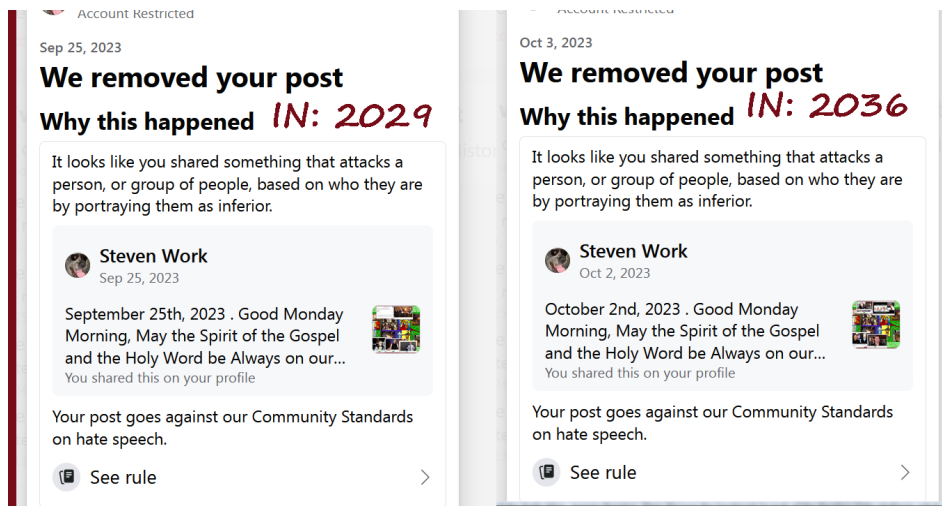 Account Restricted
Sep 25, 2023
We removed your post
Why this happened IN: 2029
It looks like you shared something that attacks a
person, or group of people, based on who they are
by portraying them as inferior.
Steven Work
Sep 25, 2023
September 25th, 2023 . Good Monday
Morning, May the Spirit of the Gospel
and the Holy Word be Always on our...
You shared this on your profile
Your post goes against our Community Standards
on hate speech.
See rule
Account Restricted
Oct 3, 2023
We removed your post
Why this happened IN: 2036
It looks like you shared something that attacks a
person, or group of people, based on who they are
by portraying them as inferior.
Steven Work
Oct 2, 2023
October 2nd, 2023 . Good Monday
Morning, May the Spirit of the Gospel
and the Holy Word be Always on our...
You shared this on your profile
Your post goes against our Community Standards
on hate speech.
See rule